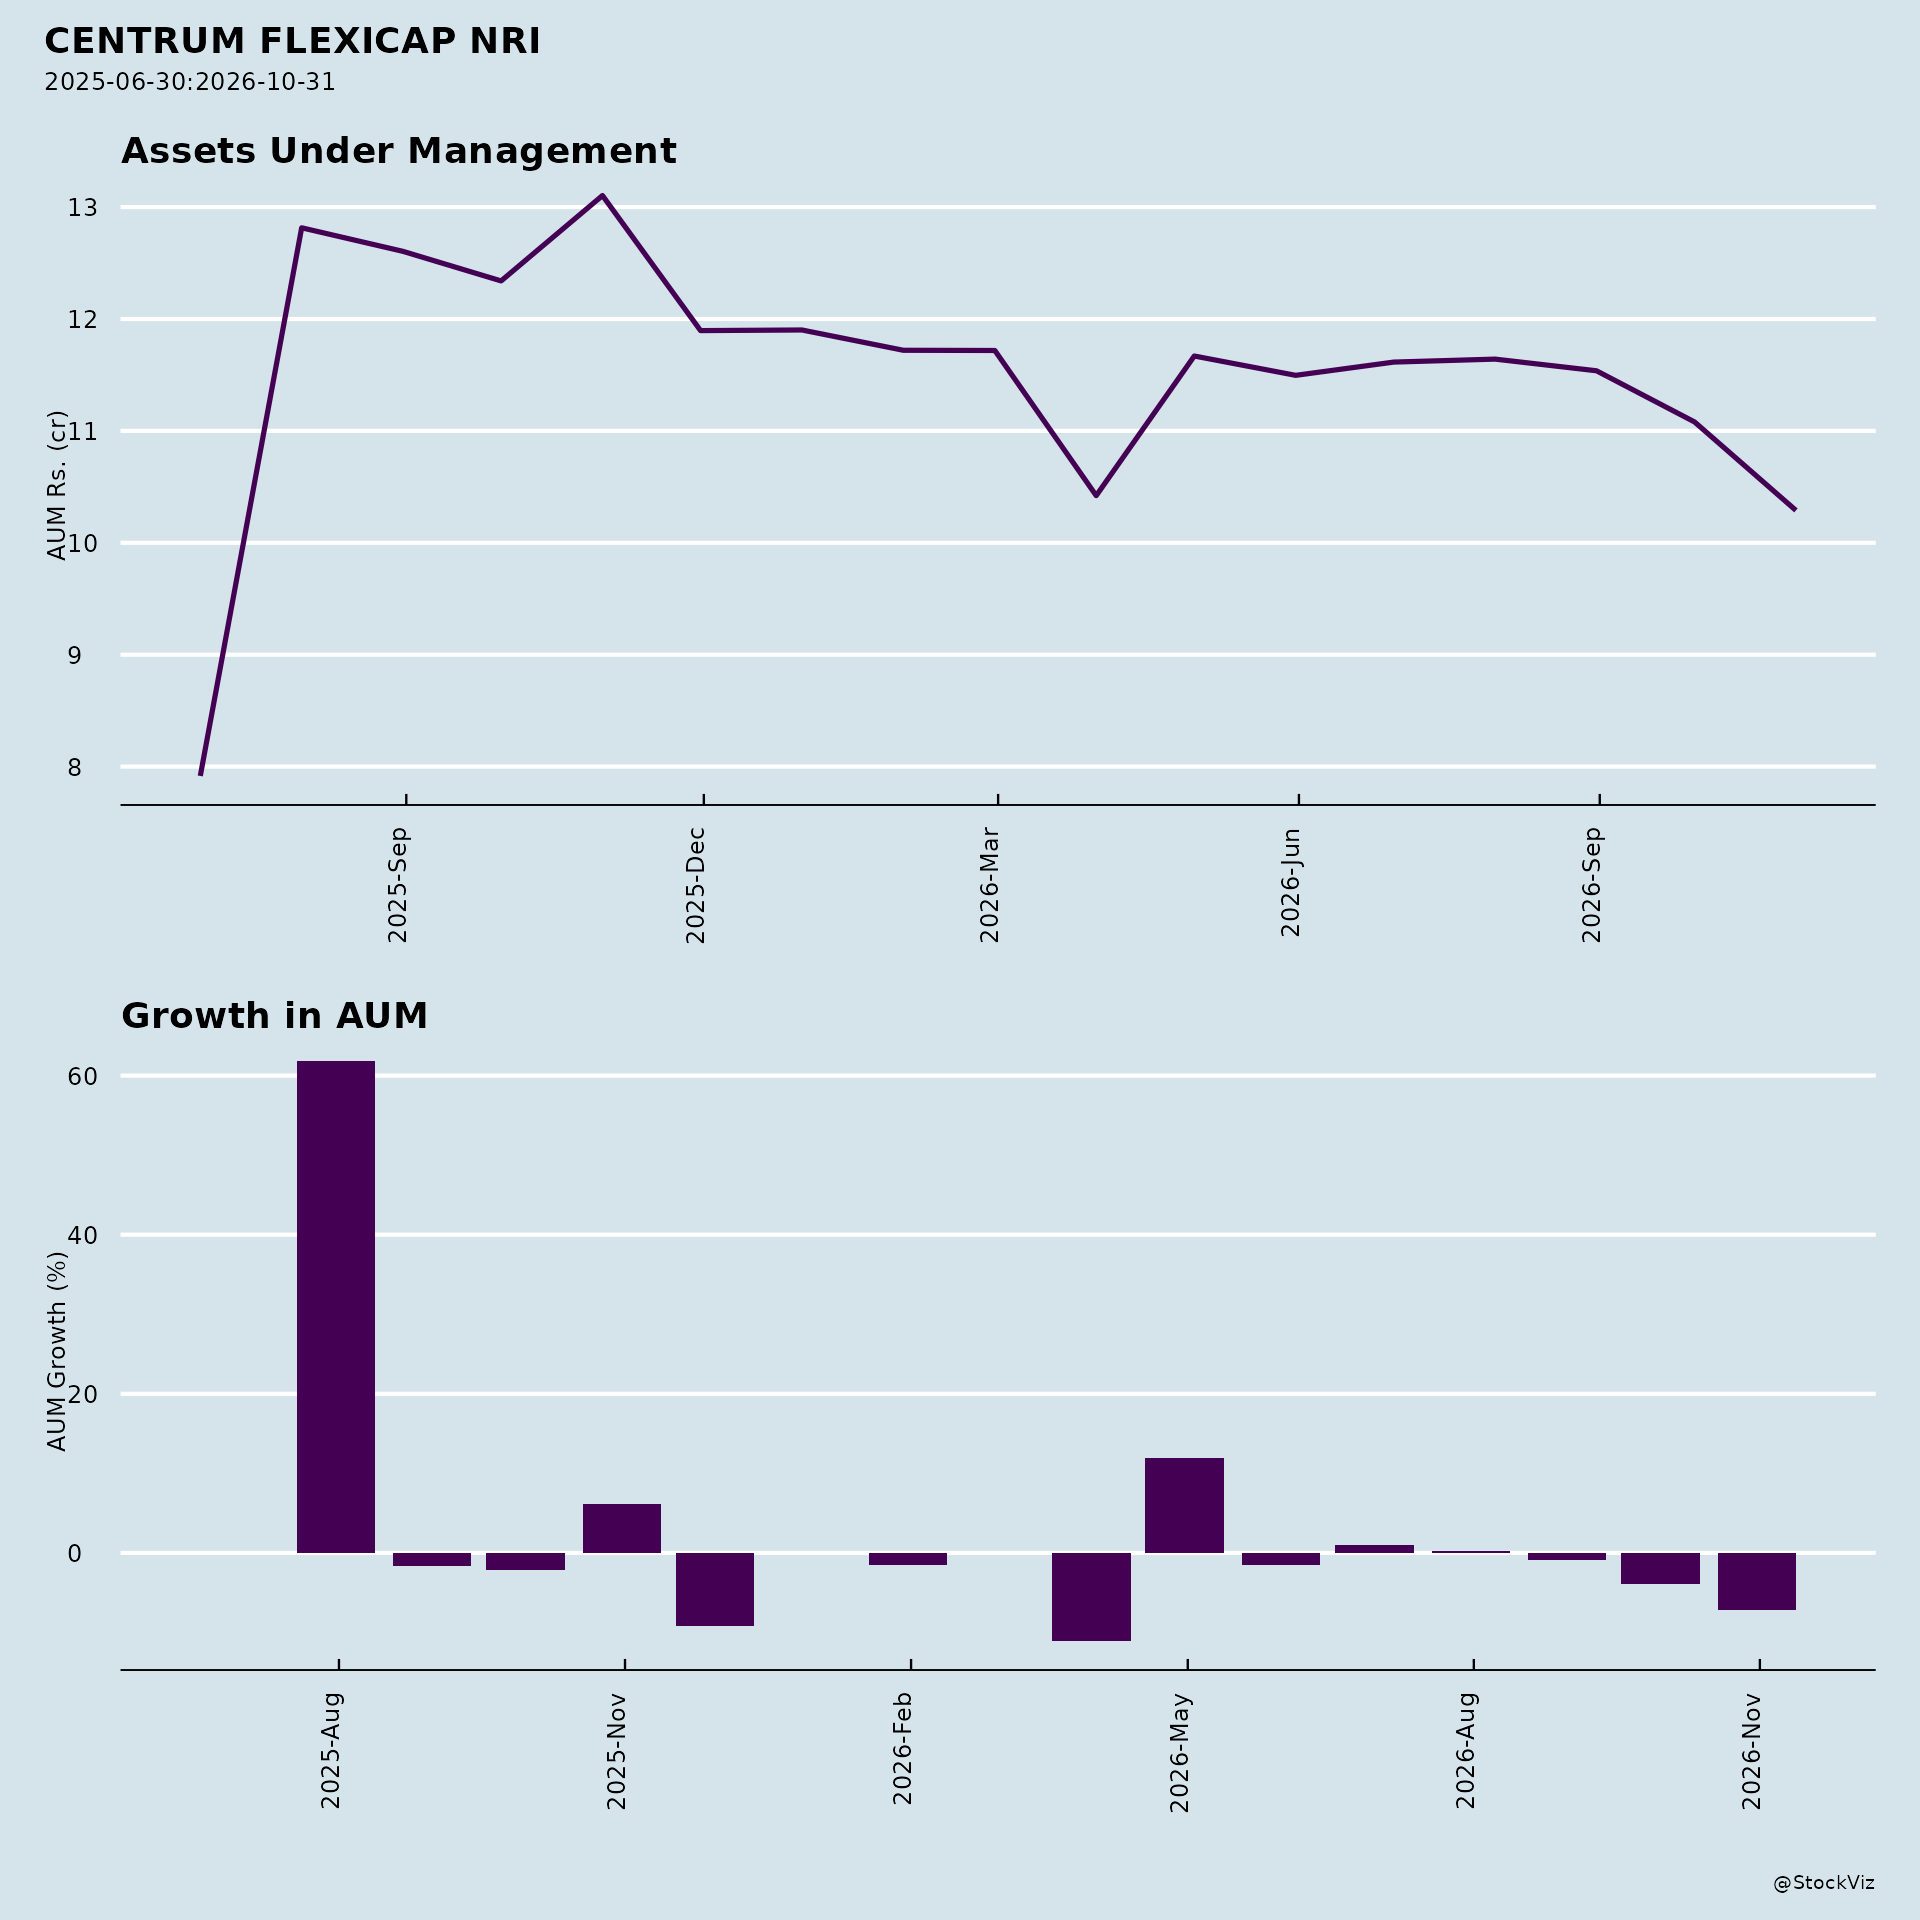 CENTRUM FLEXICAP NRI
2025-06-30:2026-10-31
Assets Under Management
AUM Rs. (cr)
13
12
11
10
9
8
2025-Sep
2025-Dec
2026-Mar
2026-Jun
2026-Sep
Growth in AUM
AUM Growth (%)
60
40
20
0
2025-Aug
2025-Nov
2026-Feb
2026-May
2026-Aug
2026-Nov
@StockViz